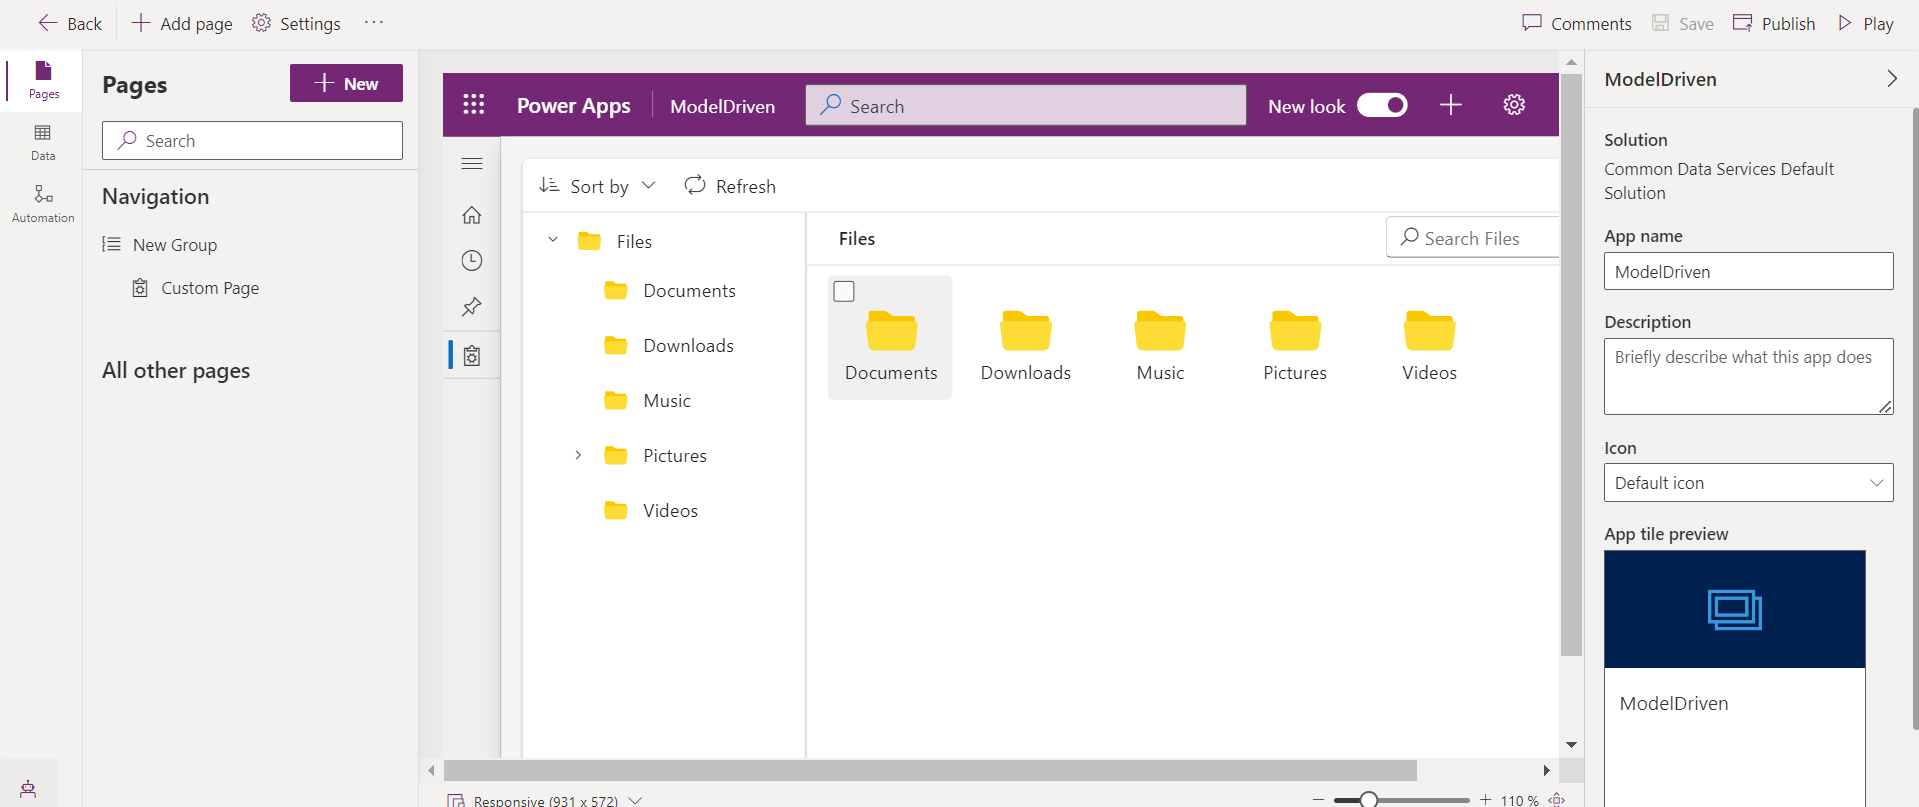 Back
Add page
Settings
Comments
Save
Publish
Play
Pages
Data
Automation
Pages
New
Search
Navigation
New Group
Custom Page
All other pages
Power Apps
ModelDriven
Search
New look
Sort by
Refresh
Files
Documents
Downloads
Music
Pictures
Videos
Files
Search Files
Documents
Downloads
Music
Pictures
Videos
Responsive (931 x 572)
110 %
ModelDriven
Solution
Common Data Services Default
Solution
App name
ModelDriven
Description
Briefly describe what this app does
Icon
Default icon
App tile preview
ModelDriven